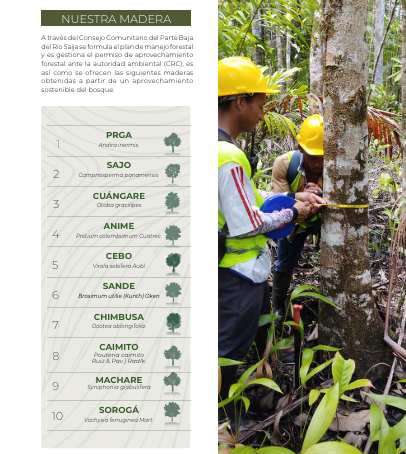 NUESTRA MADERA
A través del Consejo Comunitario del Parte Baja
del Río Saija se formula el plan de manejo forestal
y es gestiona el permiso de aprovechamiento
forestal ante la autoridad ambiental (CRC), es
así como se ofrecen las siguientes maderas
obtenidas a partir de un aprovechamiento
sostenible del bosque:
1 PRGA
Andira inermis
2 SAJO
Campnosperma panamensis
3 CUÁNGARE
Otoba gracilipes
4 ANIME
Protium colombianum Cuatrec
5 CEBO
Virola sebifera Aubl
6 SANDE
Brosimum utilie (Kunth) Oken
7 CHIMBUSA
Ocotea oblongifolia
8 CAIMITO
Pouteria caimito
Ruiz & Pav.) Radlk.
9 MACHARE
Symphonia globulifera
10 SOROGÁ
Vochysia ferruginea Mart